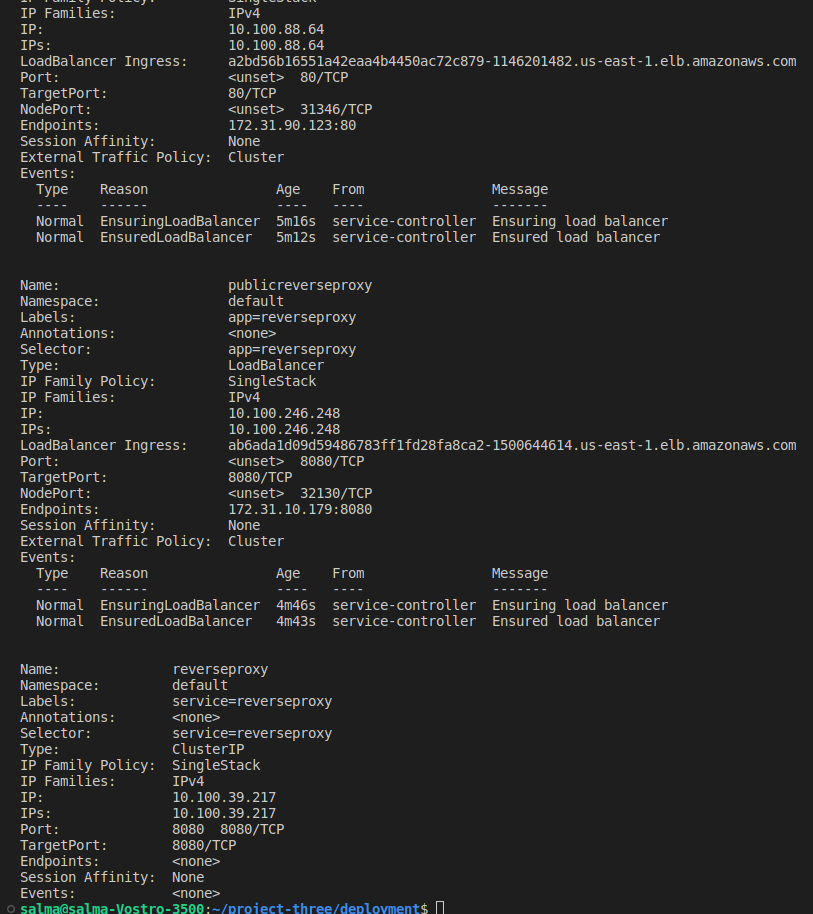 IP Family Policy: SingleStack
IP Families: IPv4
IP: 10.100.88.64
IPs: 10.100.88.64
LoadBalancer Ingress: a2bd56b16551a42eaa4b4450ac72c879-1146201482.us-east-1.elb.amazonaws.com
Port: <unset> 80/TCP
TargetPort: 80/TCP
NodePort: <unset> 31346/TCP
Endpoints: 172.31.90.123:80
Session Affinity: None
External Traffic Policy: Cluster
Events:
Type Reason Age From Message
---- ------ ---- ---- -------
Normal EnsuringLoadBalancer 5m16s service-controller Ensuring load balancer
Normal EnsuredLoadBalancer 5m12s service-controller Ensured load balancer
Name: publicreverseproxy
Namespace: default
Labels: app=reverseproxy
Annotations: <none>
Selector: app=reverseproxy
Type: LoadBalancer
IP Family Policy: SingleStack
IP Families: IPv4
IP: 10.100.246.248
IPs: 10.100.246.248
LoadBalancer Ingress: ab6ada1d09d59486783ff1fd28fa8ca2-1500644614.us-east-1.elb.amazonaws.com
Port: <unset> 8080/TCP
TargetPort: 8080/TCP
NodePort: <unset> 32130/TCP
Endpoints: 172.31.10.179:8080
Session Affinity: None
External Traffic Policy: Cluster
Events:
Type Reason Age From Message
---- ------ ---- ---- -------
Normal EnsuringLoadBalancer 4m46s service-controller Ensuring load balancer
Normal EnsuredLoadBalancer 4m43s service-controller Ensured load balancer
Name: reverseproxy
Namespace: default
Labels: service=reverseproxy
Annotations: <none>
Selector: service=reverseproxy
Type: ClusterIP
IP Family Policy: SingleStack
IP Families: IPv4
IP: 10.100.39.217
IPs: 10.100.39.217
Port: 8080 8080/TCP
TargetPort: 8080/TCP
Endpoints: <none>
Session Affinity: None
Events: <none>
salma@salma-Vostro-3500:~/project-three/deployment$